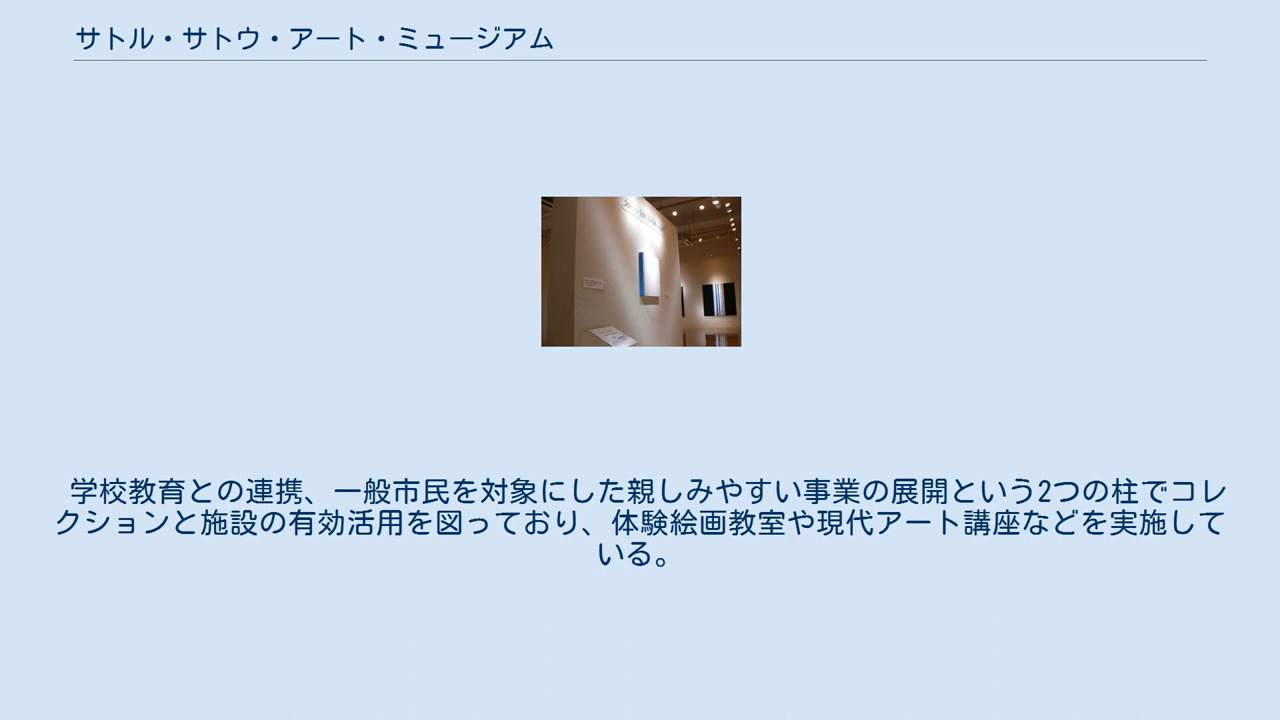 サトル・サトウ・アート・ミュージアム
学校教育との連携、一般市民を対象にした親しみやすい事業の展開という2つの柱でコレ
クションと施設の有効活用を図っており、体験絵画教室や現代アート講座などを実施して
いる。